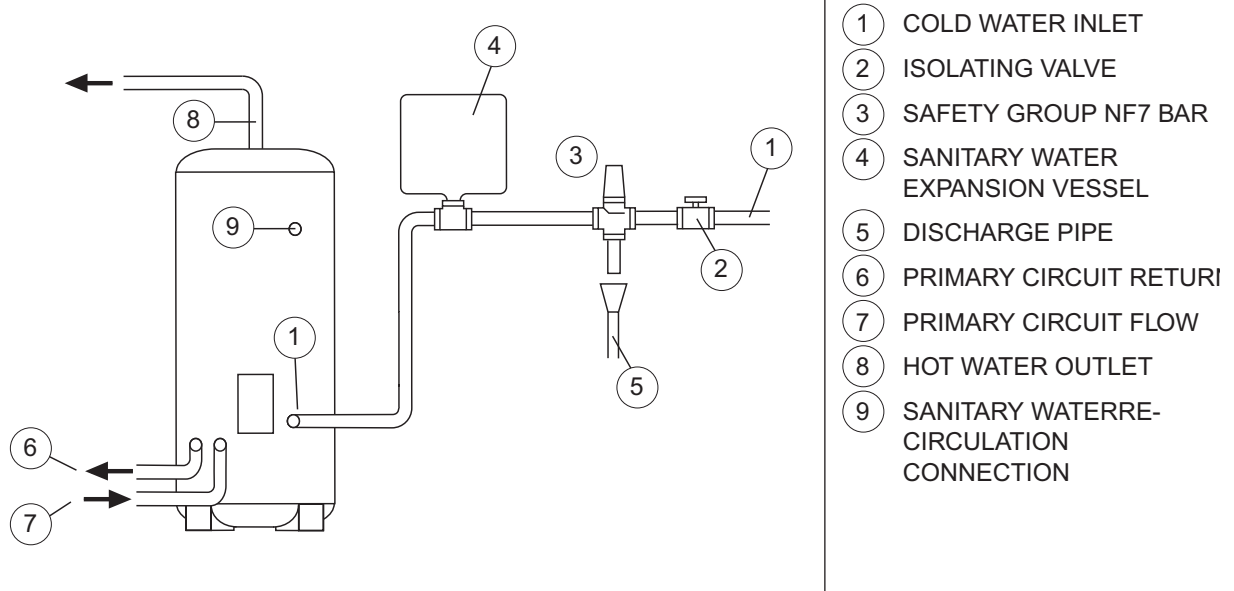 4
8
3
1
9
2
1
5
6
7
1 COLD WATER INLET
2 ISOLATING VALVE
3 SAFETY GROUP NF7 BAR
4 SANITARY WATER
EXPANSION VESSEL
5 DISCHARGE PIPE
6 PRIMARY CIRCUIT RETURI
7 PRIMARY CIRCUIT FLOW
8 HOT WATER OUTLET
9 SANITARY WATERRE-
CIRCULATION
CONNECTION